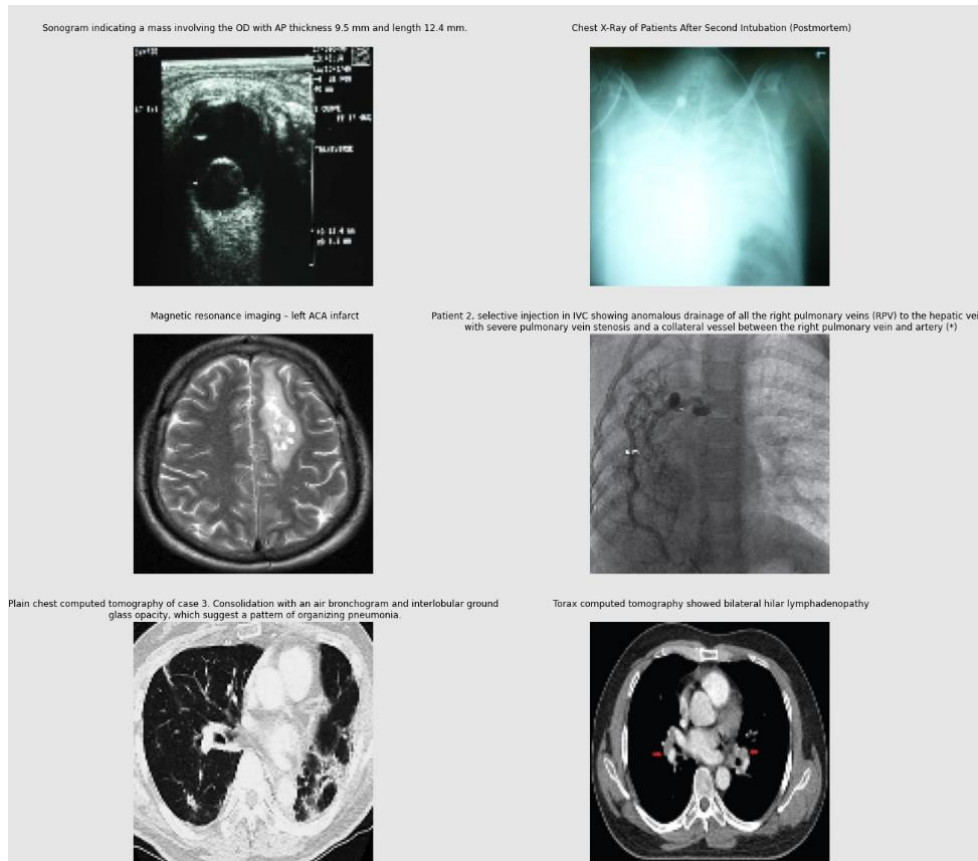 Sonogram indicating a mass involving the OD with AP thickness 9.5 mm and length 12.4 mm.
Chest X-Ray of Patients After Second Intubation (Postmortem)
Magnetic resonance imaging – left ACA infarct
Patient 2, selective injection in IVC showing anomalous drainage of all the right pulmonary veins (RPV) to the hepatic
with severe pulmonary vein stenosis and a collateral vessel between the right pulmonary vein and artery (*)
Plain chest computed tomography of case 3. Consolidation with an air bronchogram and interlobular ground
glass opacity, which suggest a pattern of organizing pneumonia.
Torax computed tomography showed bilateral hilar lymphadenopathy